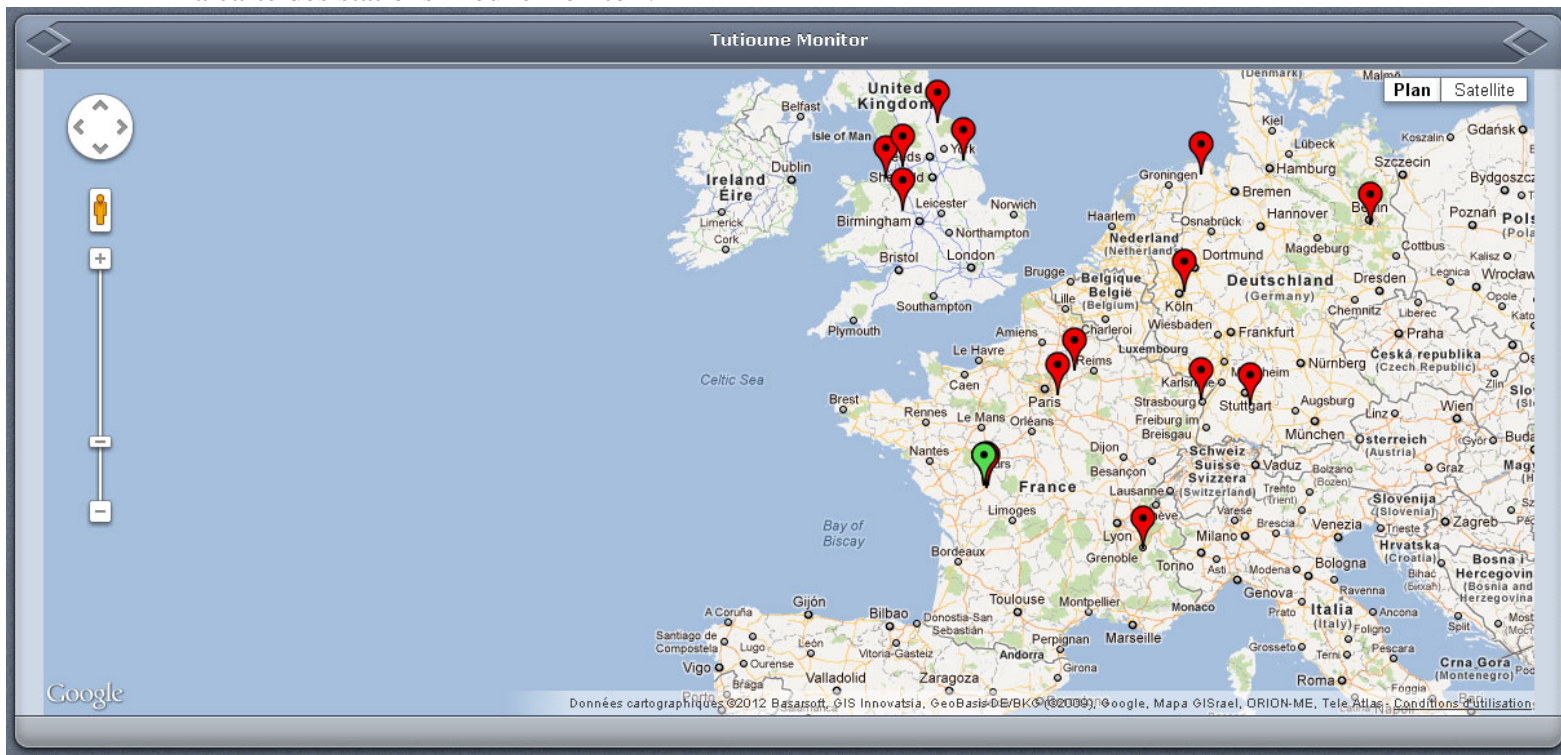 Tutioune Monitor
(Denmark)
Malmö
Plan
Satellite
United
Kingdom
Belfast
Isle of Man
York
Dublin
Ireland
Éire
Limerick
Cork
Leicester
Norwich
Birmingham
Northampton
Bristol
London
Southampton
Plymouth
Kiel
Lübeck
Hamburg
Groningen
Bremen
Koszalin
Gdańsk
Szczecin
Bydgoszcz
Haarlem
Osnabrück
Hannover
Poznań
Nederland
(Netherlands)
Dortmund
Magdeburg
Cottbus
Kalisz
Brugge
Belgique
België
(Belgium)
Lille
Köln
Deutschland
(Germany)
Dresden
Legnica
Wrocław
Chemnitz
Liberec
Opole
Amiens
Charleroi
Wiesbaden
Frankfurt
Praha
Le Havre
Reims
Luxembourg
Nürnberg
Česká republika
(Czech Republic)
Celtic Sea
Caen
Paris
Strasbourg
Stuttgart
Augsburg
Zlin
Brest
Rennes
Le Mans
Orléans
Freiburg im
Breisgau
München
Linz
Wien
Nantes
Dijon
Besançon
Österreich
(Austria)
Győr
Schweiz
Suisse
Svizzera
(Switzerland)
Vaduz
Bolzano
(Bozen)
Graz
France
Lausanne
Trento
(Trient)
Slovenija
(Slovenia)
Limoges
Varese
Brescia
Venezia
Trieste
Zagreb
Bay of
Biscay
Lyon
Milano
Hrvatska
(Croatia)
Bordeaux
Grenoble
Torino
Asti
Modena
Bologna
Bihać
(Бихаћ)
Bosna i
Hercegovin
(Bosnia and
Herzegovina
Genova
Ravenna
Gijón
A Coruña
Bilbao
Donostia-San
Sebastián
Toulouse
Montpellier
Monaco
Prato
Italia
(Italy)
Ancona
Split
Foligno
Santiago de
Compostela
Lugo
León
Vitoria-Gasteiz
Andorra
Perpignan
Marseille
Grosseto
Terni
Pescara
Vigo
Ourense
Girona
Crna Gora
(Montenegro)
Braga
Valladolid
Zaragoza
Roma
Foggia
Google
Données cartographiques ©2012 Basarsoft, GIS Innovatsia, GeoBasis-DE/BKG (©2009), Google, Mapa GISrael, ORION-ME, Tele Atlas - Conditions d'utilisation